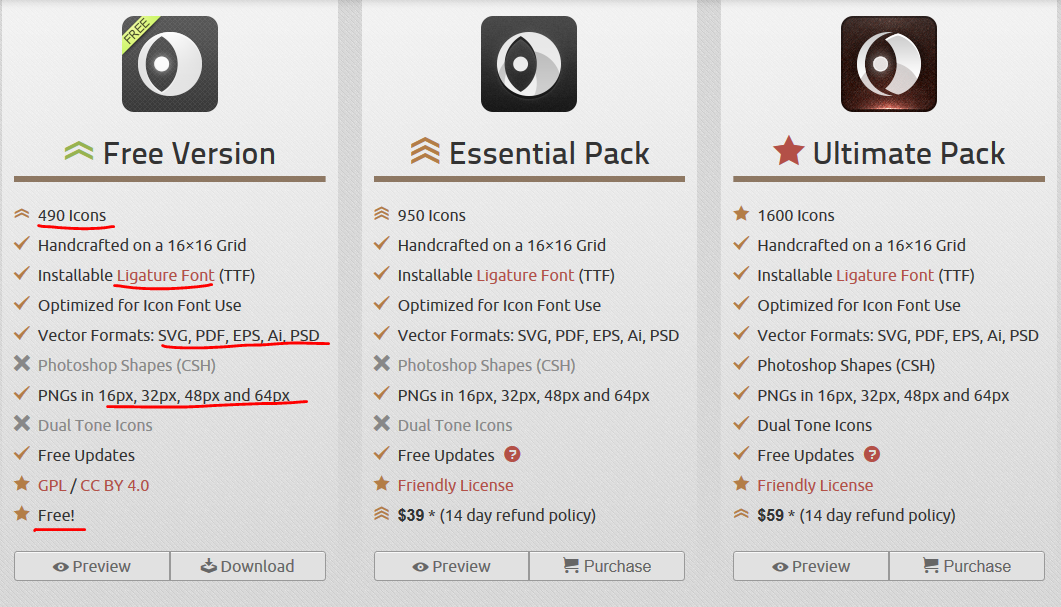 FREE
Free Version
490 Icons
Handcrafted on a 16×16 Grid
Installable Ligature Font (TTF)
Optimized for Icon Font Use
Vector Formats: SVG, PDF, EPS, Ai, PSD
Photoshop Shapes (CSH)
PNGs in 16px, 32px, 48px and 64px
Dual Tone Icons
Free Updates
GPL / CC BY 4.0
Free!
Preview
Download
Essential Pack
950 Icons
Handcrafted on a 16×16 Grid
Installable Ligature Font (TTF)
Optimized for Icon Font Use
Vector Formats: SVG, PDF, EPS, Ai, PSD
Photoshop Shapes (CSH)
PNGs in 16px, 32px, 48px and 64px
Dual Tone Icons
Free Updates ?
Friendly License
$39 * (14 day refund policy)
Preview
Purchase
Ultimate Pack
1600 Icons
Handcrafted on a 16×16 Grid
Installable Ligature Font (TTF)
Optimized for Icon Font Use
Vector Formats: SVG, PDF, EPS, Ai, PSD
Photoshop Shapes (CSH)
PNGs in 16px, 32px, 48px and 64px
Dual Tone Icons
Free Updates ?
Friendly License
$59 * (14 day refund policy)
Preview
Purchase